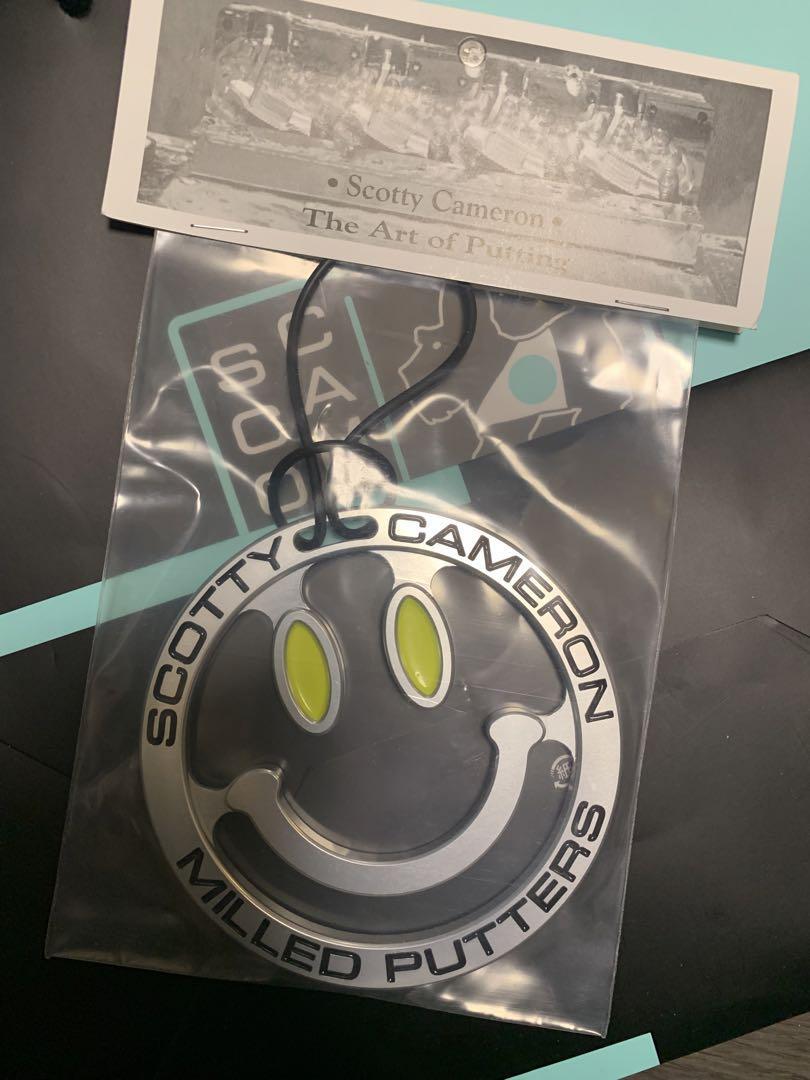 • Scotty Cameron •
The Art of Putting
SCOTTY CAMERON
MILLED PUTTERS